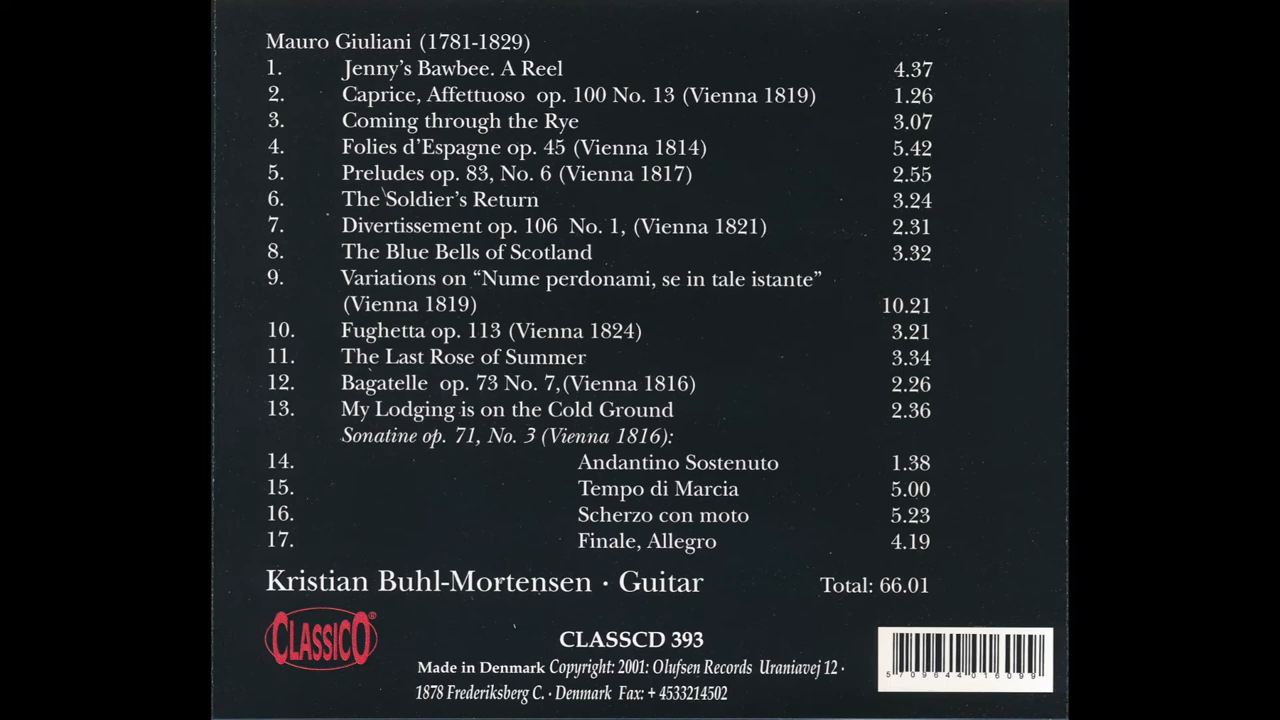 Mauro Giuliani (1781-1829)
1. Jenny's Bawbee. A Reel 4.37
2. Caprice, Affettuoso op. 100 No. 13 (Vienna 1819) 1.26
3. Coming through the Rye 3.07
4. Folies d'Espagne op. 45 (Vienna 1814) 5.42
5. Preludes op. 83, No. 6 (Vienna 1817) 2.55
6. The Soldier's Return 3.24
7. Divertissement op. 106 No. 1, (Vienna 1821) 2.31
8. The Blue Bells of Scotland 3.32
9. Variations on “Nume perdonami, se in tale istante”
(Vienna 1819) 10.21
10. Fughetta op. 113 (Vienna 1824) 3.21
11. The Last Rose of Summer 3.34
12. Bagatelle op. 73 No. 7,(Vienna 1816) 2.26
13. My Lodging is on the Cold Ground 2.36
Sonatine op. 71, No. 3 (Vienna 1816):
14. Andantino Sostenuto 1.38
15. Tempo di Marcia 5.00
16. Scherzo con moto 5.23
17. Finale, Allegro 4.19
Kristian Buhl-Mortensen · Guitar Total: 66.01
CLASSICO®
CLASSCD 393
Made in Denmark Copyright: 2001: Olufsen Records Uraniavej 12 ·
1878 Frederiksberg C. · Denmark Fax: + 4533214502
5 709644 016099